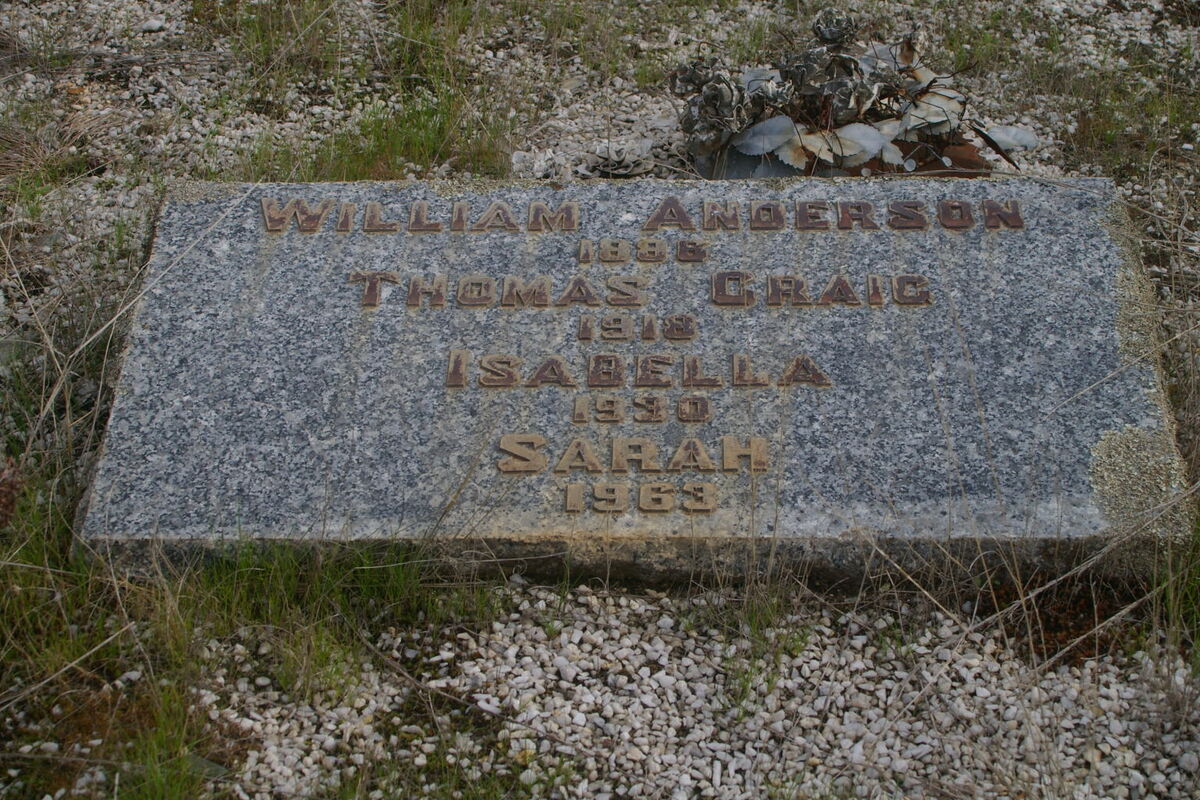 WILLIAM ANDERSON
1886
THOMAS CRAIG
1918
ISABELLA
1930
SARAH
1963